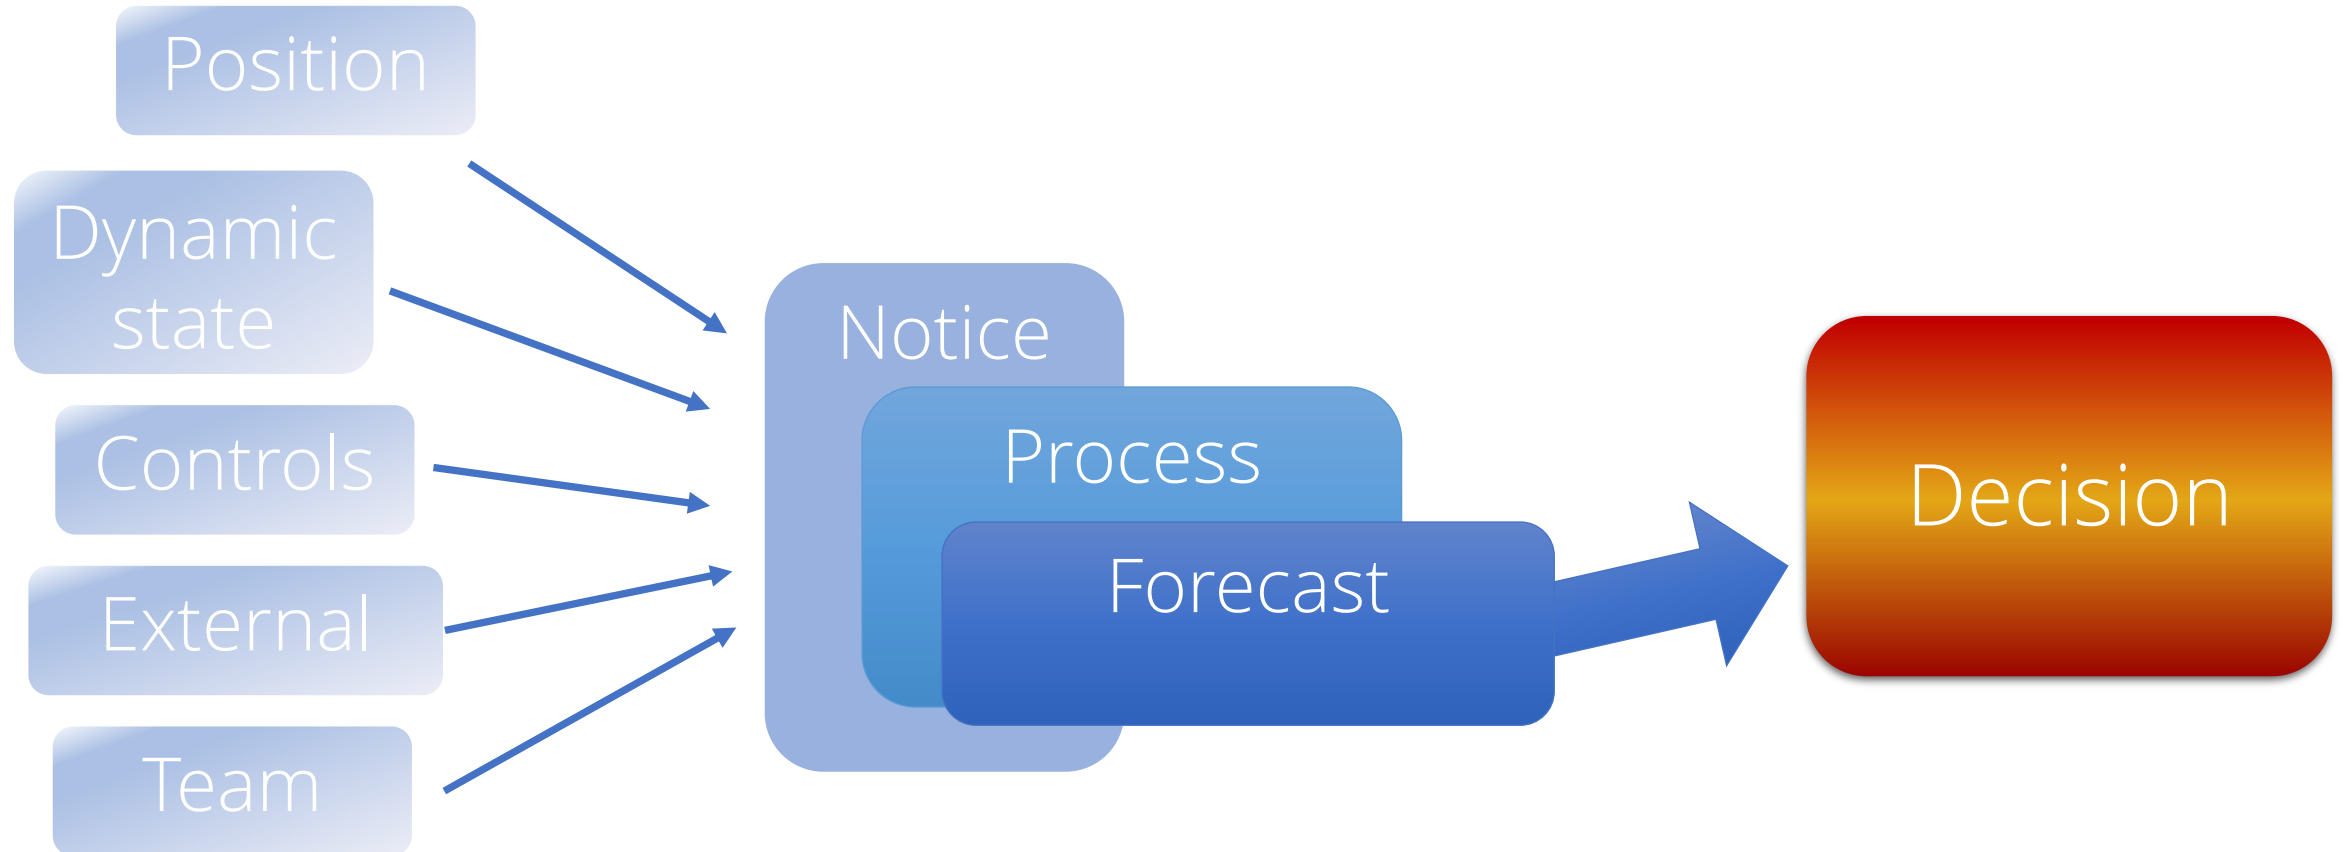 Position
Dynamic
state
Controls
External
Team
Notice
Process
Forecast
Decision